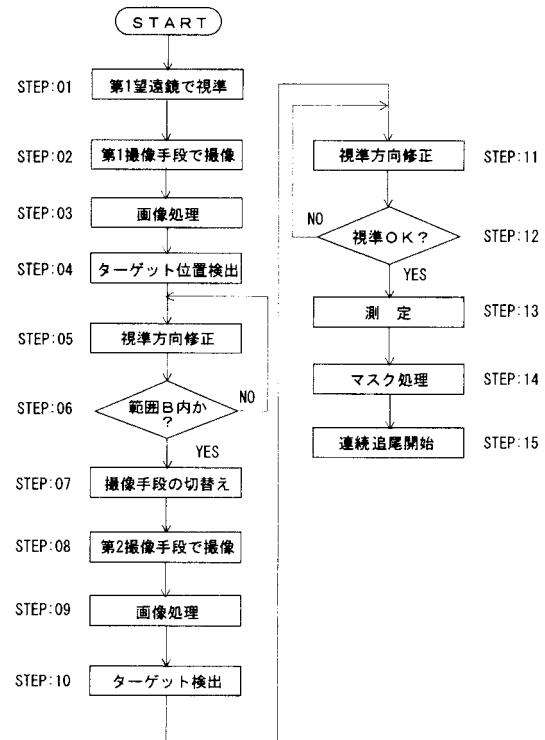 START
STEP:01 第1望遠鏡で視準
STEP:02 第1撮像手段で撮像
STEP:03 画像処理
STEP:04 ターゲット位置検出
STEP:05 視準方向修正
STEP:06 範囲B内か
?
NO
YES
STEP:07 撮像手段の切替え
STEP:08 第2撮像手段で撮像
STEP:09 画像処理
STEP:10 ターゲット検出
視準方向修正 STEP:11
NO
視準OK? STEP:12
YES
測 定 STEP:13
マスク処理 STEP:14
連続追尾開始 STEP:15